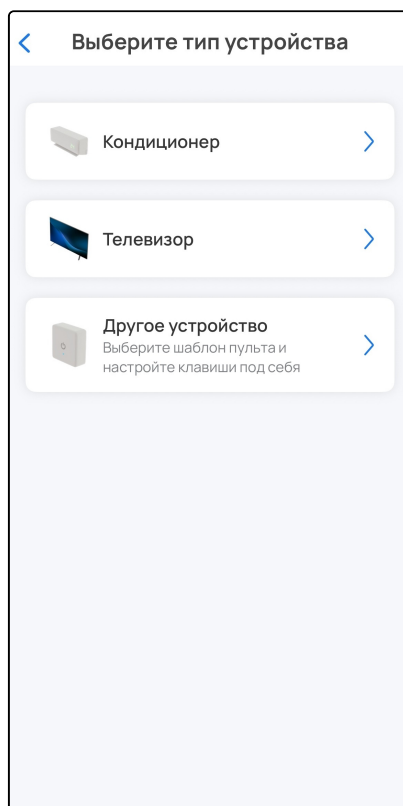 Выберите тип устройства
Кондиционер
Телевизор
Другое устройство
Выберите шаблон пульта и
настройте клавиши под себя